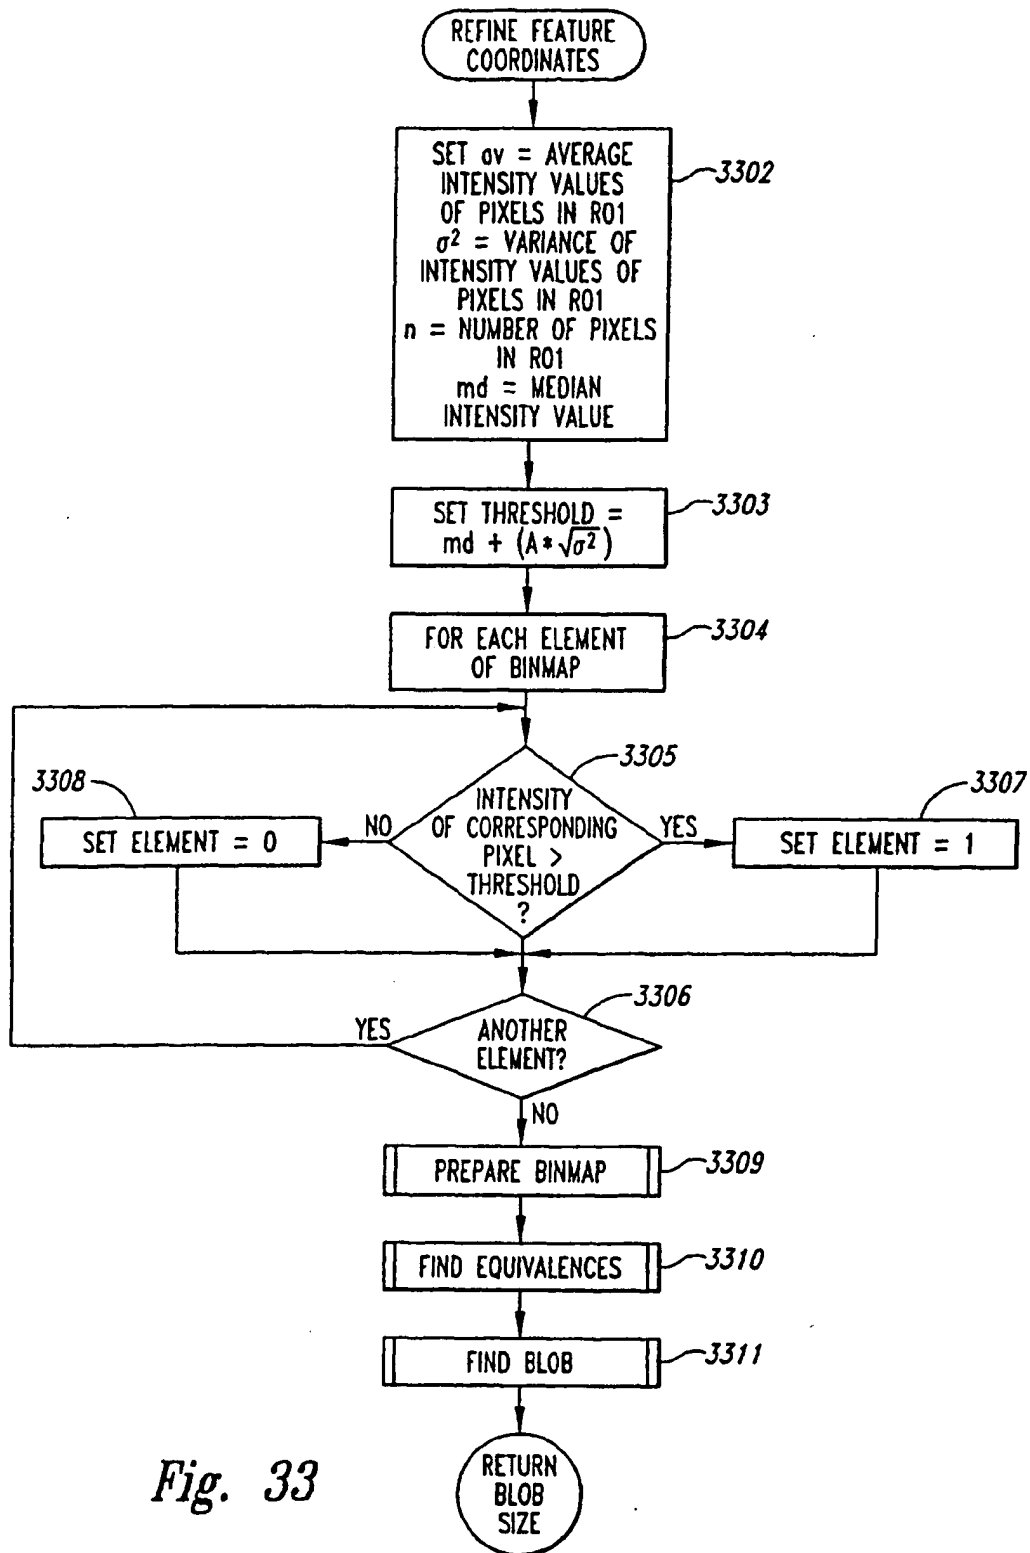 REFINE FEATURE
COORDINATES
SET av = AVERAGE
INTENSITY VALUES
OF PIXELS IN R01
σ² = VARIANCE OF
INTENSITY VALUES OF
PIXELS IN R01
n = NUMBER OF PIXELS
IN R01
md = MEDIAN
INTENSITY VALUE
3302
SET THRESHOLD =
md + (A*√σ²)
3303
FOR EACH ELEMENT
OF BINMAP
3304
3305
INTENSITY
OF CORRESPONDING
PIXEL >
THRESHOLD
?
NO
YES
3308
SET ELEMENT = 0
3307
SET ELEMENT = 1
3306
ANOTHER
ELEMENT?
YES
NO
PREPARE BINMAP
3309
FIND EQUIVALENCES
3310
FIND BLOB
3311
RETURN
BLOB
SIZE
Fig. 33